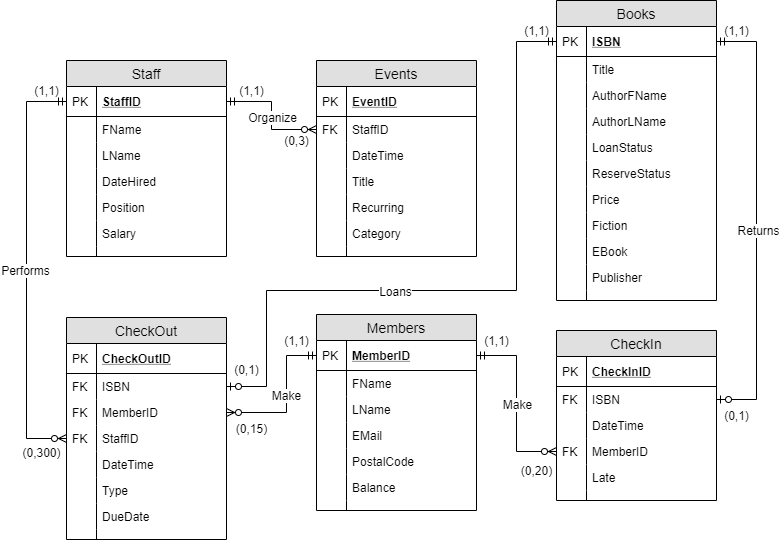 Books
(1,1)
(1,1)
PK ISBN
Title
AuthorFName
AuthorLName
LoanStatus
ReserveStatus
Price
Fiction
EBook
Publisher
Staff
(1,1)
(1,1)
PK StaffID
FName
LName
DateHired
Position
Salary
Organize
(0,3)
Events
PK EventID
FK StaffID
DateTime
Title
Recurring
Category
Returns
Performs
Loans
CheckOut
PK CheckOutID
FK ISBN
FK MemberID
FK StaffID
DateTime
Type
DueDate
(0,1)
(0,15)
(0,300)
Make
Members
(1,1)
(1,1)
PK MemberID
FName
LName
EMail
PostalCode
Balance
Make
(0,20)
CheckIn
PK CheckInID
FK ISBN
DateTime
FK MemberID
Late
(0,1)